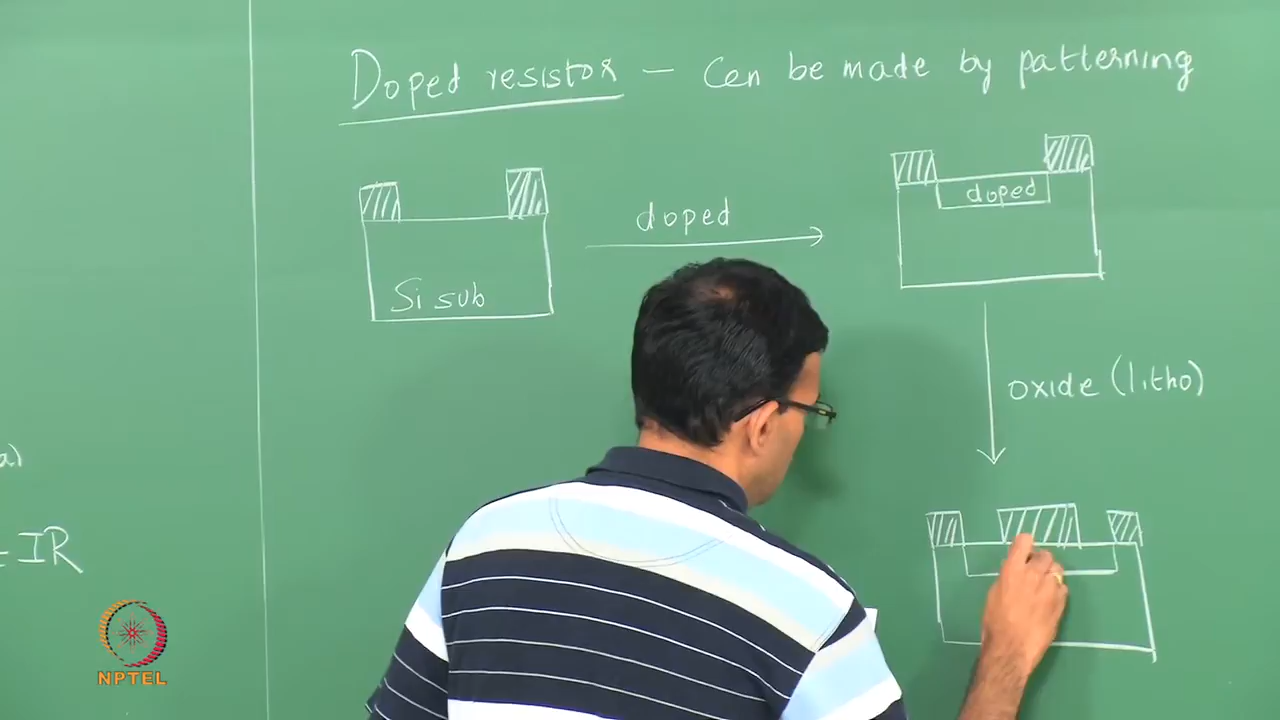 Doped resistor — Can be made by patterning
doped
doped
Si sub
oxide (litho)
= IR
NPTEL